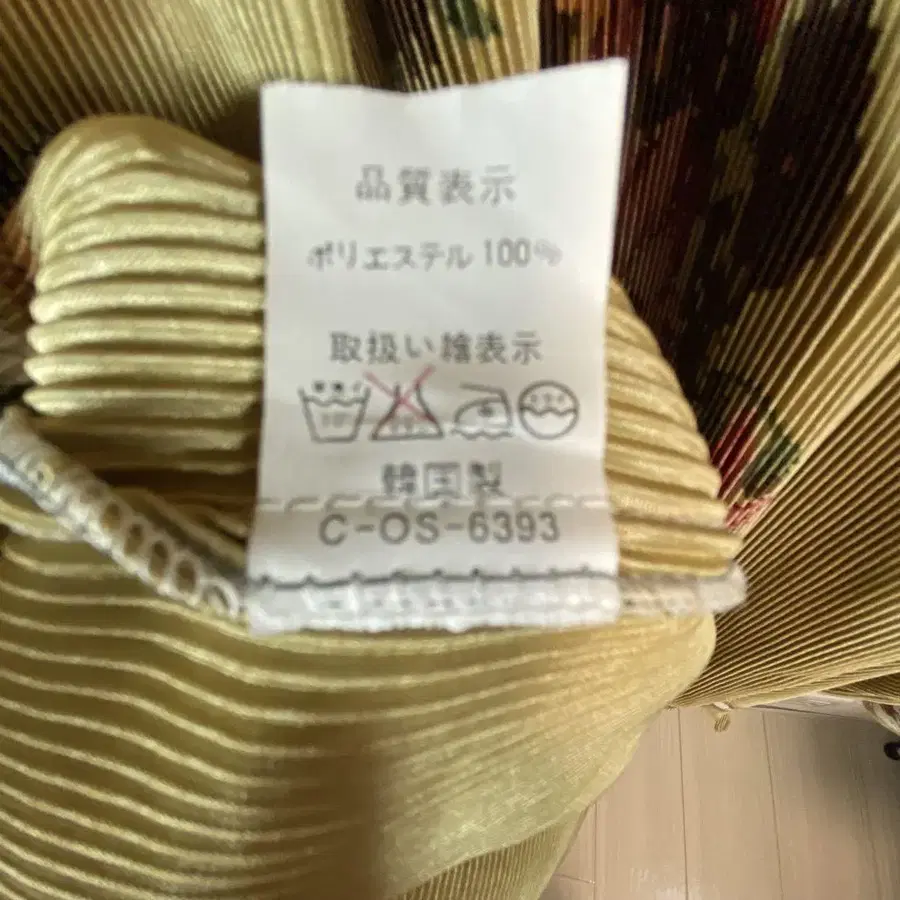 品質表示
ポリエステル 100%
取扱い絵表示
韓国製
C-OS-6393